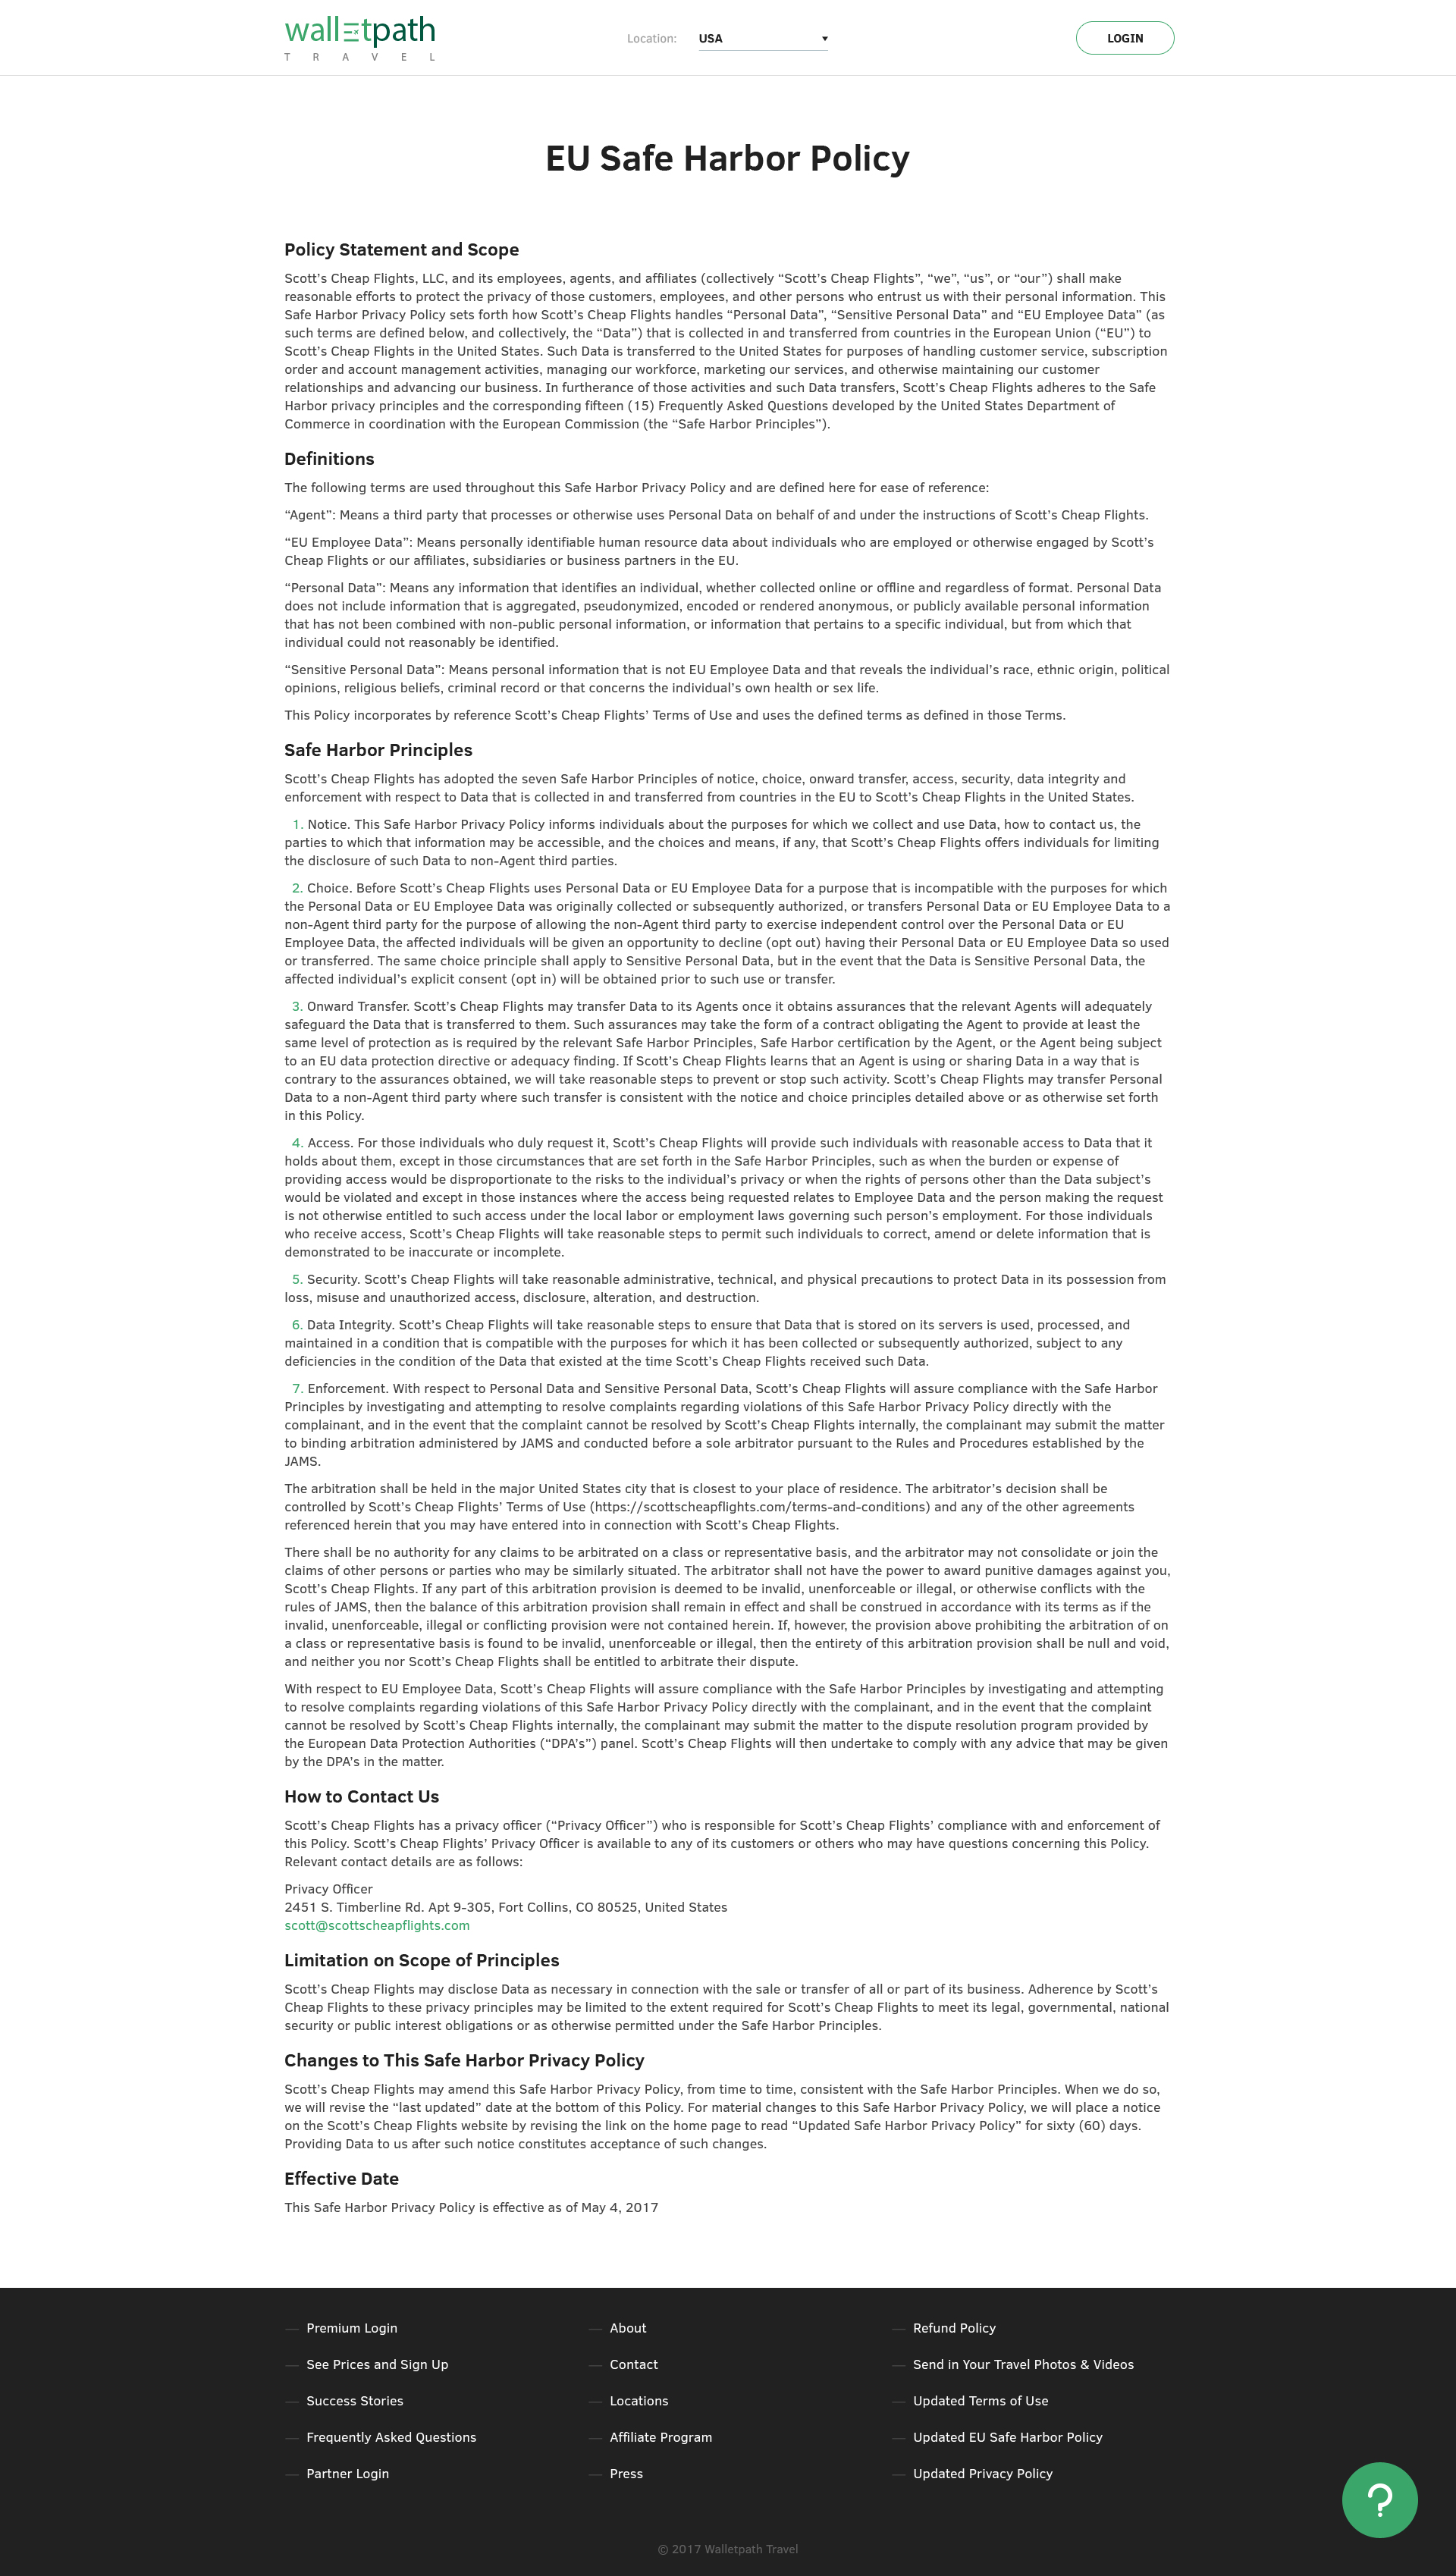 walletpath
TRAVEL
Location: USA
LOGIN
EU Safe Harbor Policy
Policy Statement and Scope
Scott’s Cheap Flights, LLC, and its employees, agents, and affiliates (collectively “Scott’s Cheap Flights”, “we”, “us”, or “our”) shall make
reasonable efforts to protect the privacy of those customers, employees, and other persons who entrust us with their personal information. This
Safe Harbor Privacy Policy sets forth how Scott’s Cheap Flights handles “Personal Data”, “Sensitive Personal Data” and “EU Employee Data” (as
such terms are defined below, and collectively, the “Data”) that is collected in and transferred from countries in the European Union (“EU”) to
Scott’s Cheap Flights in the United States. Such Data is transferred to the United States for purposes of handling customer service, subscription
order and account management activities, managing our workforce, marketing our services, and otherwise maintaining our customer
relationships and advancing our business. In furtherance of those activities and such Data transfers, Scott’s Cheap Flights adheres to the Safe
Harbor privacy principles and the corresponding fifteen (15) Frequently Asked Questions developed by the United States Department of
Commerce in coordination with the European Commission (the “Safe Harbor Principles”).
Definitions
The following terms are used throughout this Safe Harbor Privacy Policy and are defined here for ease of reference:
“Agent”: Means a third party that processes or otherwise uses Personal Data on behalf of and under the instructions of Scott’s Cheap Flights.
“EU Employee Data”: Means personally identifiable human resource data about individuals who are employed or otherwise engaged by Scott’s
Cheap Flights or our affiliates, subsidiaries or business partners in the EU.
“Personal Data”: Means any information that identifies an individual, whether collected online or offline and regardless of format. Personal Data
does not include information that is aggregated, pseudonymized, encoded or rendered anonymous, or publicly available personal information
that has not been combined with non-public personal information, or information that pertains to a specific individual, but from which that
individual could not reasonably be identified.
“Sensitive Personal Data”: Means personal information that is not EU Employee Data and that reveals the individual’s race, ethnic origin, political
opinions, religious beliefs, criminal record or that concerns the individual’s own health or sex life.
This Policy incorporates by reference Scott’s Cheap Flights’ Terms of Use and uses the defined terms as defined in those Terms.
Safe Harbor Principles
Scott’s Cheap Flights has adopted the seven Safe Harbor Principles of notice, choice, onward transfer, access, security, data integrity and
enforcement with respect to Data that is collected in and transferred from countries in the EU to Scott’s Cheap Flights in the United States.
1. Notice. This Safe Harbor Privacy Policy informs individuals about the purposes for which we collect and use Data, how to contact us, the
parties to which that information may be accessible, and the choices and means, if any, that Scott’s Cheap Flights offers individuals for limiting
the disclosure of such Data to non-Agent third parties.
2. Choice. Before Scott’s Cheap Flights uses Personal Data or EU Employee Data for a purpose that is incompatible with the purposes for which
the Personal Data or EU Employee Data was originally collected or subsequently authorized, or transfers Personal Data or EU Employee Data to a
non-Agent third party for the purpose of allowing the non-Agent third party to exercise independent control over the Personal Data or EU
Employee Data, the affected individuals will be given an opportunity to decline (opt out) having their Personal Data or EU Employee Data so used
or transferred. The same choice principle shall apply to Sensitive Personal Data, but in the event that the Data is Sensitive Personal Data, the
affected individual’s explicit consent (opt in) will be obtained prior to such use or transfer.
3. Onward Transfer. Scott’s Cheap Flights may transfer Data to its Agents once it obtains assurances that the relevant Agents will adequately
safeguard the Data that is transferred to them. Such assurances may take the form of a contract obligating the Agent to provide at least the
same level of protection as is required by the relevant Safe Harbor Principles, Safe Harbor certification by the Agent, or the Agent being subject
to an EU data protection directive or adequacy finding. If Scott’s Cheap Flights learns that an Agent is using or sharing Data in a way that is
contrary to the assurances obtained, we will take reasonable steps to prevent or stop such activity. Scott’s Cheap Flights may transfer Personal
Data to a non-Agent third party where such transfer is consistent with the notice and choice principles detailed above or as otherwise set forth
in this Policy.
4. Access. For those individuals who duly request it, Scott’s Cheap Flights will provide such individuals with reasonable access to Data that it
holds about them, except in those circumstances that are set forth in the Safe Harbor Principles, such as when the burden or expense of
providing access would be disproportionate to the risks to the individual’s privacy or when the rights of persons other than the Data subject’s
would be violated and except in those instances where the access being requested relates to Employee Data and the person making the request
is not otherwise entitled to such access under the local labor or employment laws governing such person’s employment. For those individuals
who receive access, Scott’s Cheap Flights will take reasonable steps to permit such individuals to correct, amend or delete information that is
demonstrated to be inaccurate or incomplete.
5. Security. Scott’s Cheap Flights will take reasonable administrative, technical, and physical precautions to protect Data in its possession from
loss, misuse and unauthorized access, disclosure, alteration, and destruction.
6. Data Integrity. Scott’s Cheap Flights will take reasonable steps to ensure that Data that is stored on its servers is used, processed, and
maintained in a condition that is compatible with the purposes for which it has been collected or subsequently authorized, subject to any
deficiencies in the condition of the Data that existed at the time Scott’s Cheap Flights received such Data.
7. Enforcement. With respect to Personal Data and Sensitive Personal Data, Scott’s Cheap Flights will assure compliance with the Safe Harbor
Principles by investigating and attempting to resolve complaints regarding violations of this Safe Harbor Privacy Policy directly with the
complainant, and in the event that the complaint cannot be resolved by Scott’s Cheap Flights internally, the complainant may submit the matter
to binding arbitration administered by JAMS and conducted before a sole arbitrator pursuant to the Rules and Procedures established by the
JAMS.
The arbitration shall be held in the major United States city that is closest to your place of residence. The arbitrator’s decision shall be
controlled by Scott’s Cheap Flights’ Terms of Use (https://scottscheapflights.com/terms-and-conditions) and any of the other agreements
referenced herein that you may have entered into in connection with Scott’s Cheap Flights.
There shall be no authority for any claims to be arbitrated on a class or representative basis, and the arbitrator may not consolidate or join the
claims of other persons or parties who may be similarly situated. The arbitrator shall not have the power to award punitive damages against you,
Scott’s Cheap Flights. If any part of this arbitration provision is deemed to be invalid, unenforceable or illegal, or otherwise conflicts with the
rules of JAMS, then the balance of this arbitration provision shall remain in effect and shall be construed in accordance with its terms as if the
invalid, unenforceable, illegal or conflicting provision were not contained herein. If, however, the provision above prohibiting the arbitration of on
a class or representative basis is found to be invalid, unenforceable or illegal, then the entirety of this arbitration provision shall be null and void,
and neither you nor Scott’s Cheap Flights shall be entitled to arbitrate their dispute.
With respect to EU Employee Data, Scott’s Cheap Flights will assure compliance with the Safe Harbor Principles by investigating and attempting
to resolve complaints regarding violations of this Safe Harbor Privacy Policy directly with the complainant, and in the event that the complaint
cannot be resolved by Scott’s Cheap Flights internally, the complainant may submit the matter to the dispute resolution program provided by
the European Data Protection Authorities (“DPA’s”) panel. Scott’s Cheap Flights will then undertake to comply with any advice that may be given
by the DPA’s in the matter.
How to Contact Us
Scott’s Cheap Flights has a privacy officer (“Privacy Officer”) who is responsible for Scott’s Cheap Flights’ compliance with and enforcement of
this Policy. Scott’s Cheap Flights’ Privacy Officer is available to any of its customers or others who may have questions concerning this Policy.
Relevant contact details are as follows:
Privacy Officer
2451 S. Timberline Rd. Apt 9-305, Fort Collins, CO 80525, United States
scott@scottscheapflights.com
Limitation on Scope of Principles
Scott’s Cheap Flights may disclose Data as necessary in connection with the sale or transfer of all or part of its business. Adherence by Scott’s
Cheap Flights to these privacy principles may be limited to the extent required for Scott’s Cheap Flights to meet its legal, governmental, national
security or public interest obligations or as otherwise permitted under the Safe Harbor Principles.
Changes to This Safe Harbor Privacy Policy
Scott’s Cheap Flights may amend this Safe Harbor Privacy Policy, from time to time, consistent with the Safe Harbor Principles. When we do so,
we will revise the “last updated” date at the bottom of this Policy. For material changes to this Safe Harbor Privacy Policy, we will place a notice
on the Scott’s Cheap Flights website by revising the link on the home page to read “Updated Safe Harbor Privacy Policy” for sixty (60) days.
Providing Data to us after such notice constitutes acceptance of such changes.
Effective Date
This Safe Harbor Privacy Policy is effective as of May 4, 2017
Premium Login
See Prices and Sign Up
Success Stories
Frequently Asked Questions
Partner Login
About
Contact
Locations
Affiliate Program
Press
Refund Policy
Send in Your Travel Photos & Videos
Updated Terms of Use
Updated EU Safe Harbor Policy
Updated Privacy Policy
?
© 2017 Walletpath Travel